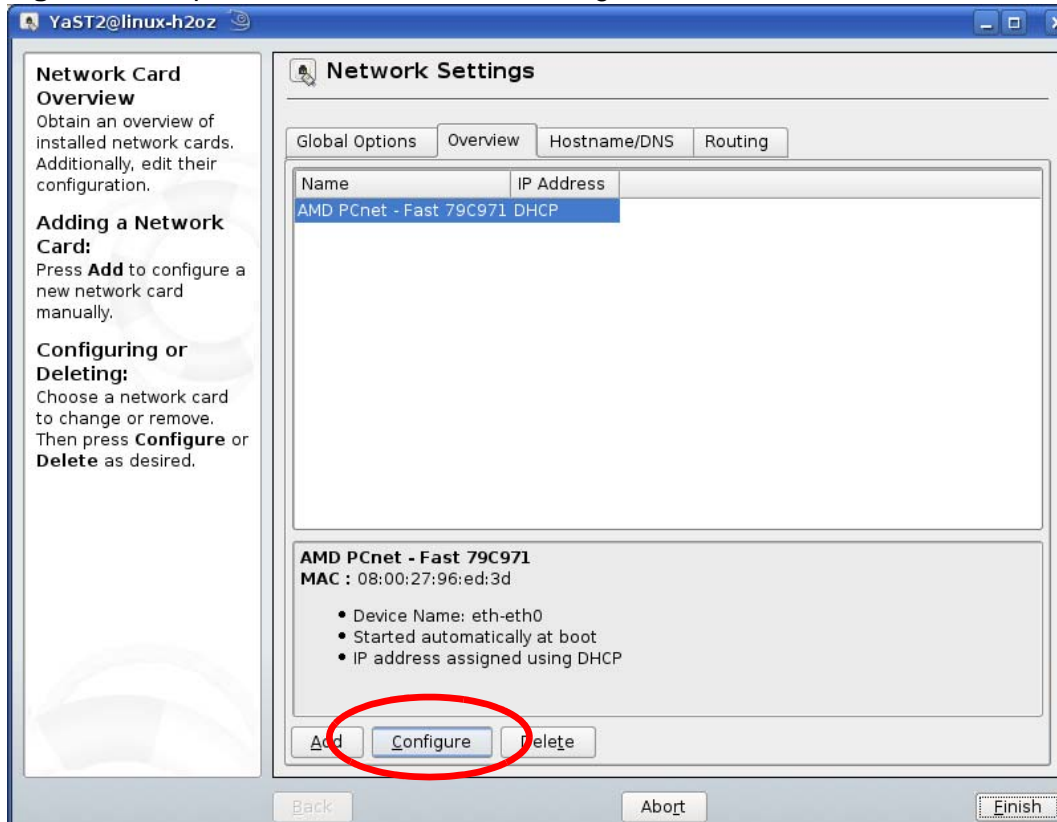 YaST2@linux-h2oz
Network Card
Overview
Obtain an overview of
installed network cards.
Additionally, edit their
configuration.
Adding a Network
Card:
Press Add to configure a
new network card
manually.
Configuring or
Deleting:
Choose a network card
to change or remove.
Then press Configure or
Delete as desired.
Network Settings
Global Options Overview Hostname/DNS Routing
Name IP Address
AMD PCnet - Fast 79C971 DHCP
AMD PCnet - Fast 79C971
MAC : 08:00:27:96:ed:3d
• Device Name: eth-eth0
• Started automatically at boot
• IP address assigned using DHCP
Add Configure Delete
Back Abort Finish